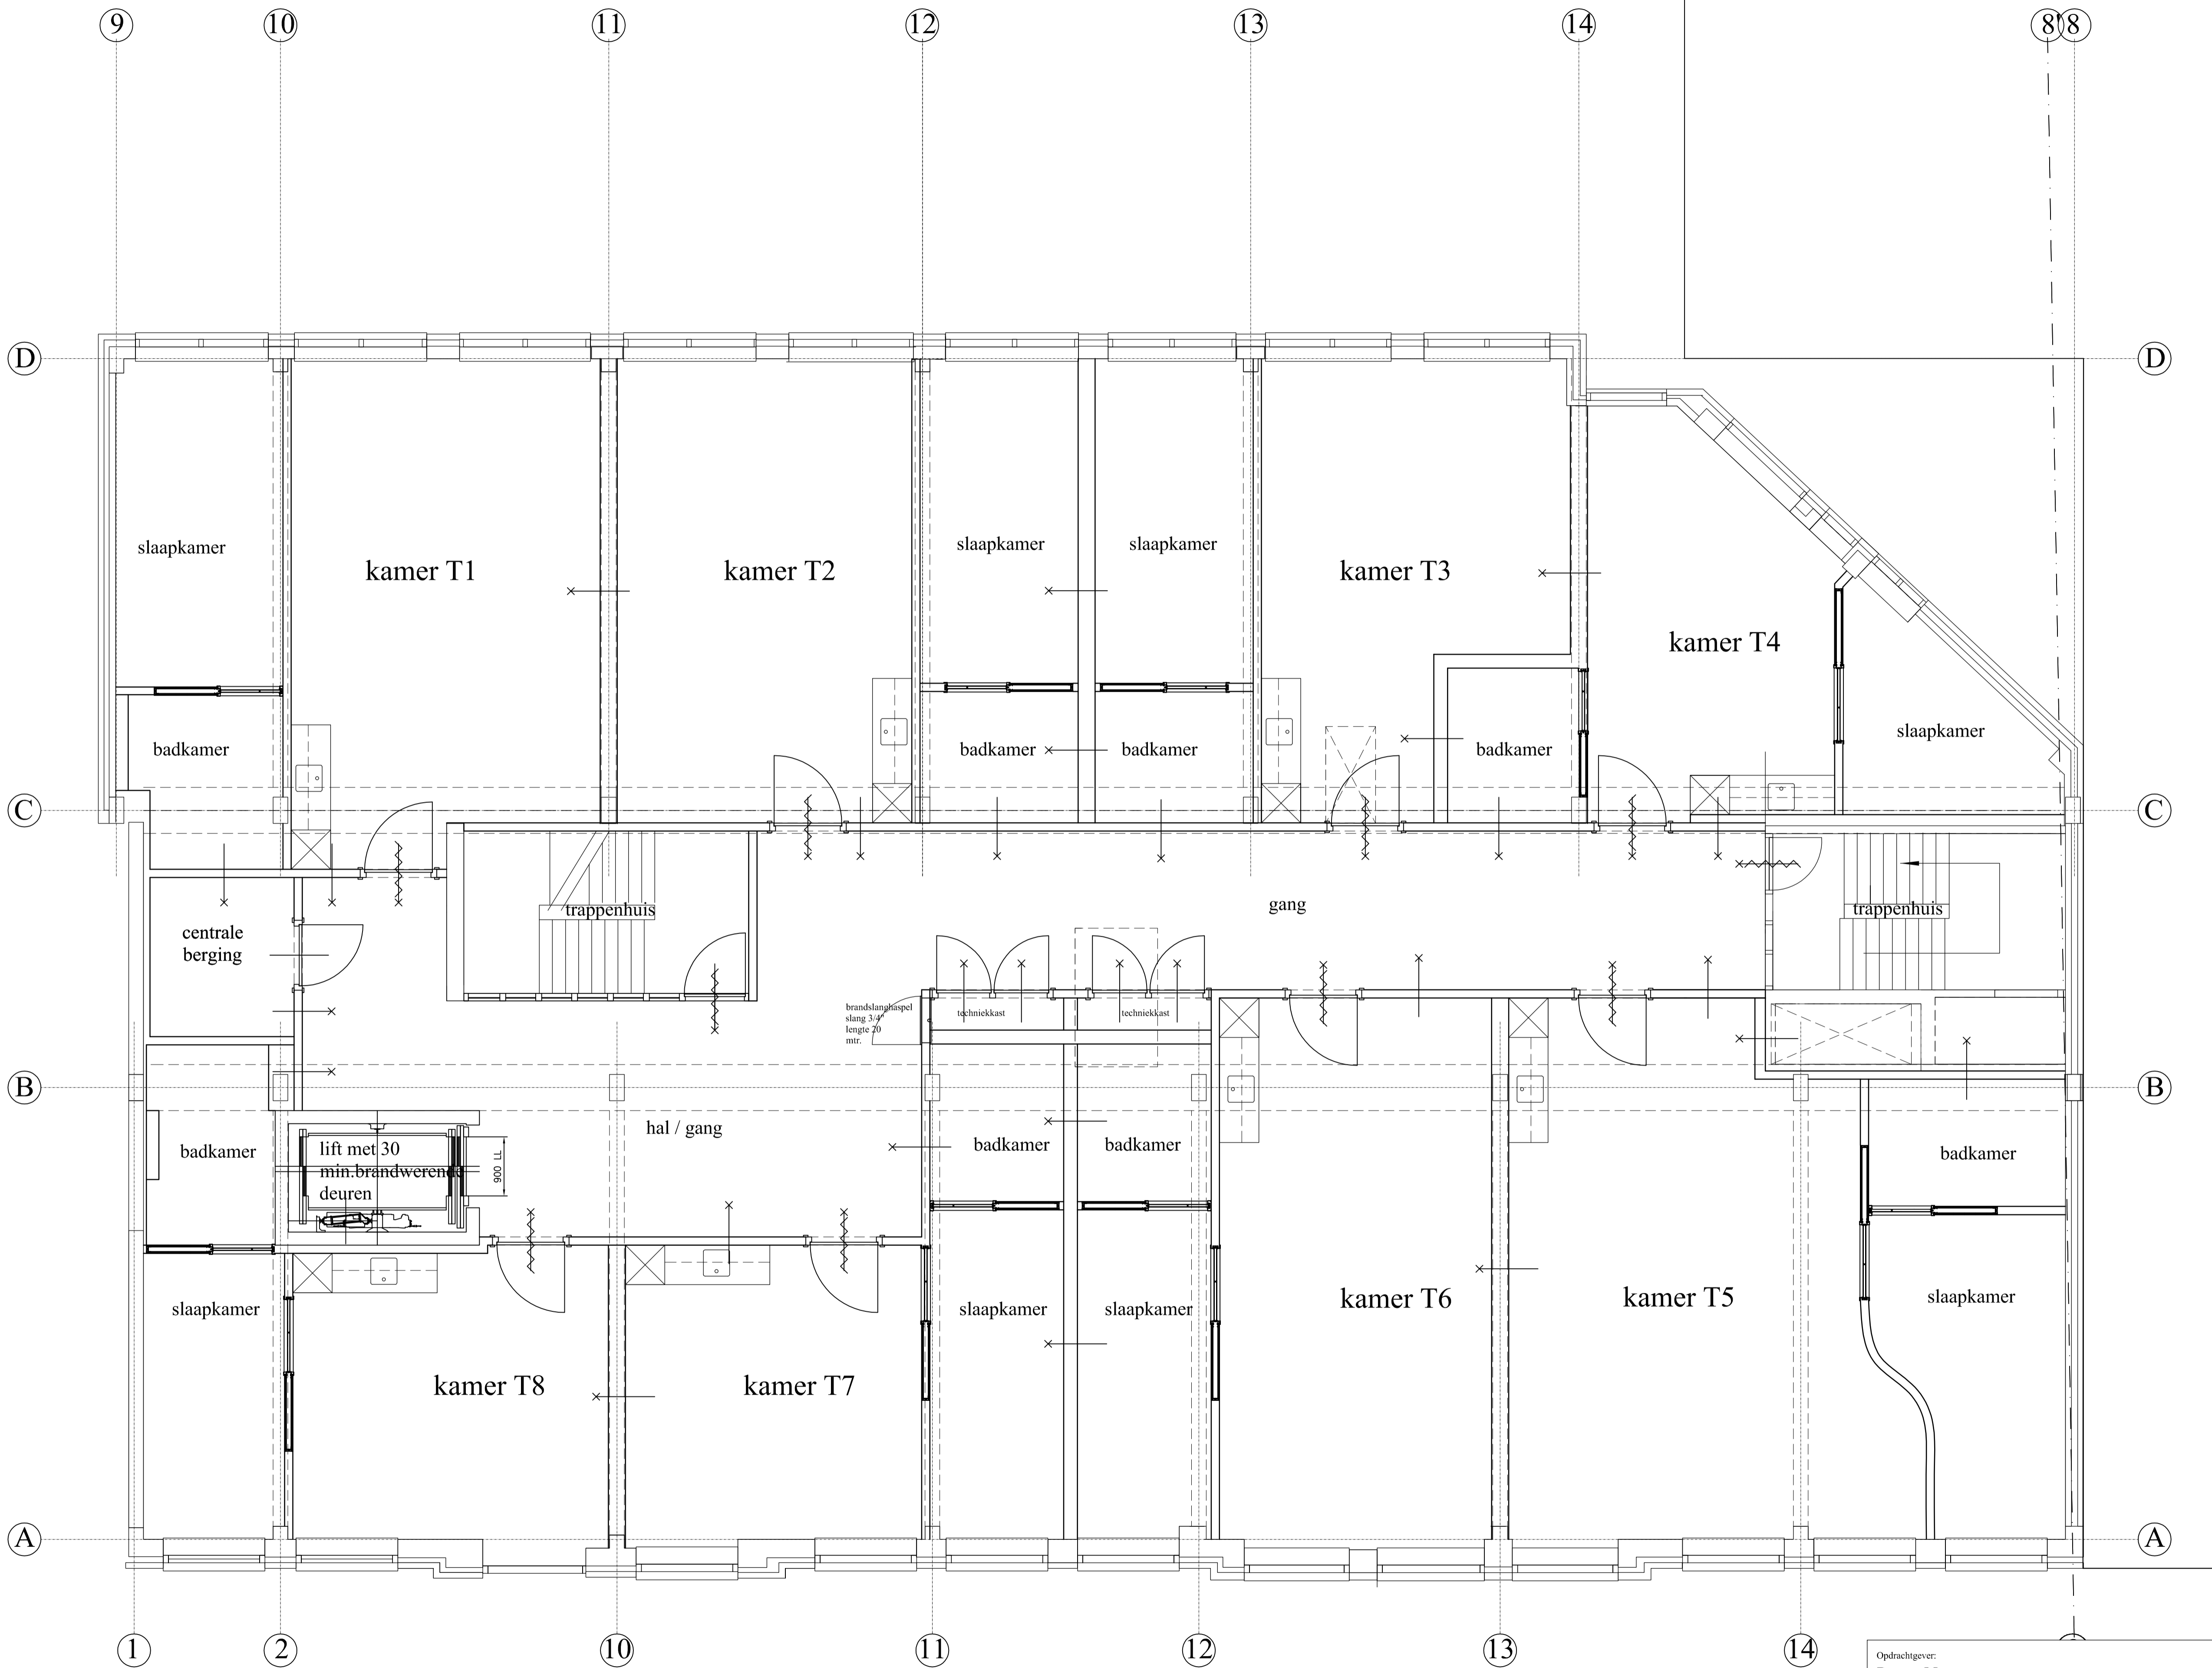 9 10 11 12 13 14 8' 8
D D
slaapkamer
kamer T1
kamer T2
slaapkamer
slaapkamer
kamer T3
kamer T4
slaapkamer
badkamer
badkamer
badkamer
badkamer
C C
trappenhuis
gang
trappenhuis
centrale
berging
brandslanghaspel
slang 3/4"
lengte 20
mtr.
techniekkast
techniekkast
B B
hal / gang
badkamer
lift met 30
min.brandwerende
deuren
900 LL
badkamer
badkamer
badkamer
slaapkamer
slaapkamer
slaapkamer
kamer T6
kamer T5
slaapkamer
kamer T8
kamer T7
A A
1 2 10 11 12 13 14
Opdrachtgever: